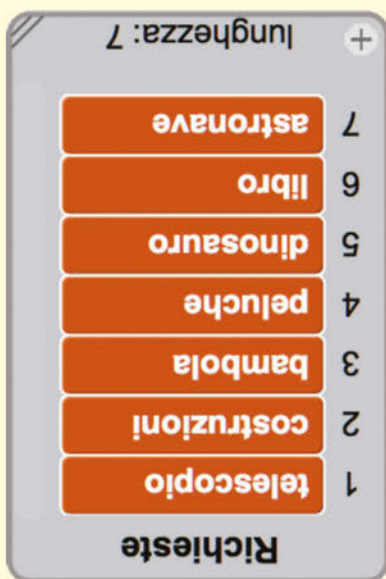 Richieste
1 telescopio
2 costruzioni
3 bambola
4 peluche
5 dinosauro
6 libro
7 astronave
+ lunghezza: 7